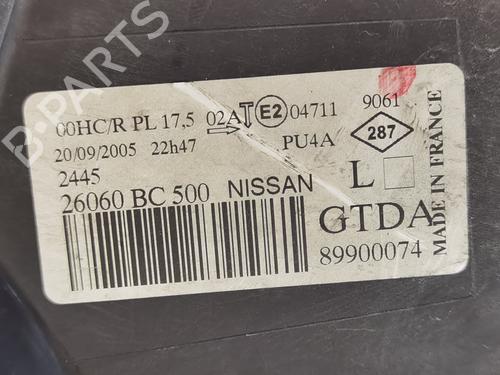 00HC/R PL 17,5 02A T E2 04711 9061
20/09/2005 22h47 PU4A 287
2445 L
26060 BC 500 NISSAN
GTDA
89900074
MADE IN FRANCE
B-PARTS